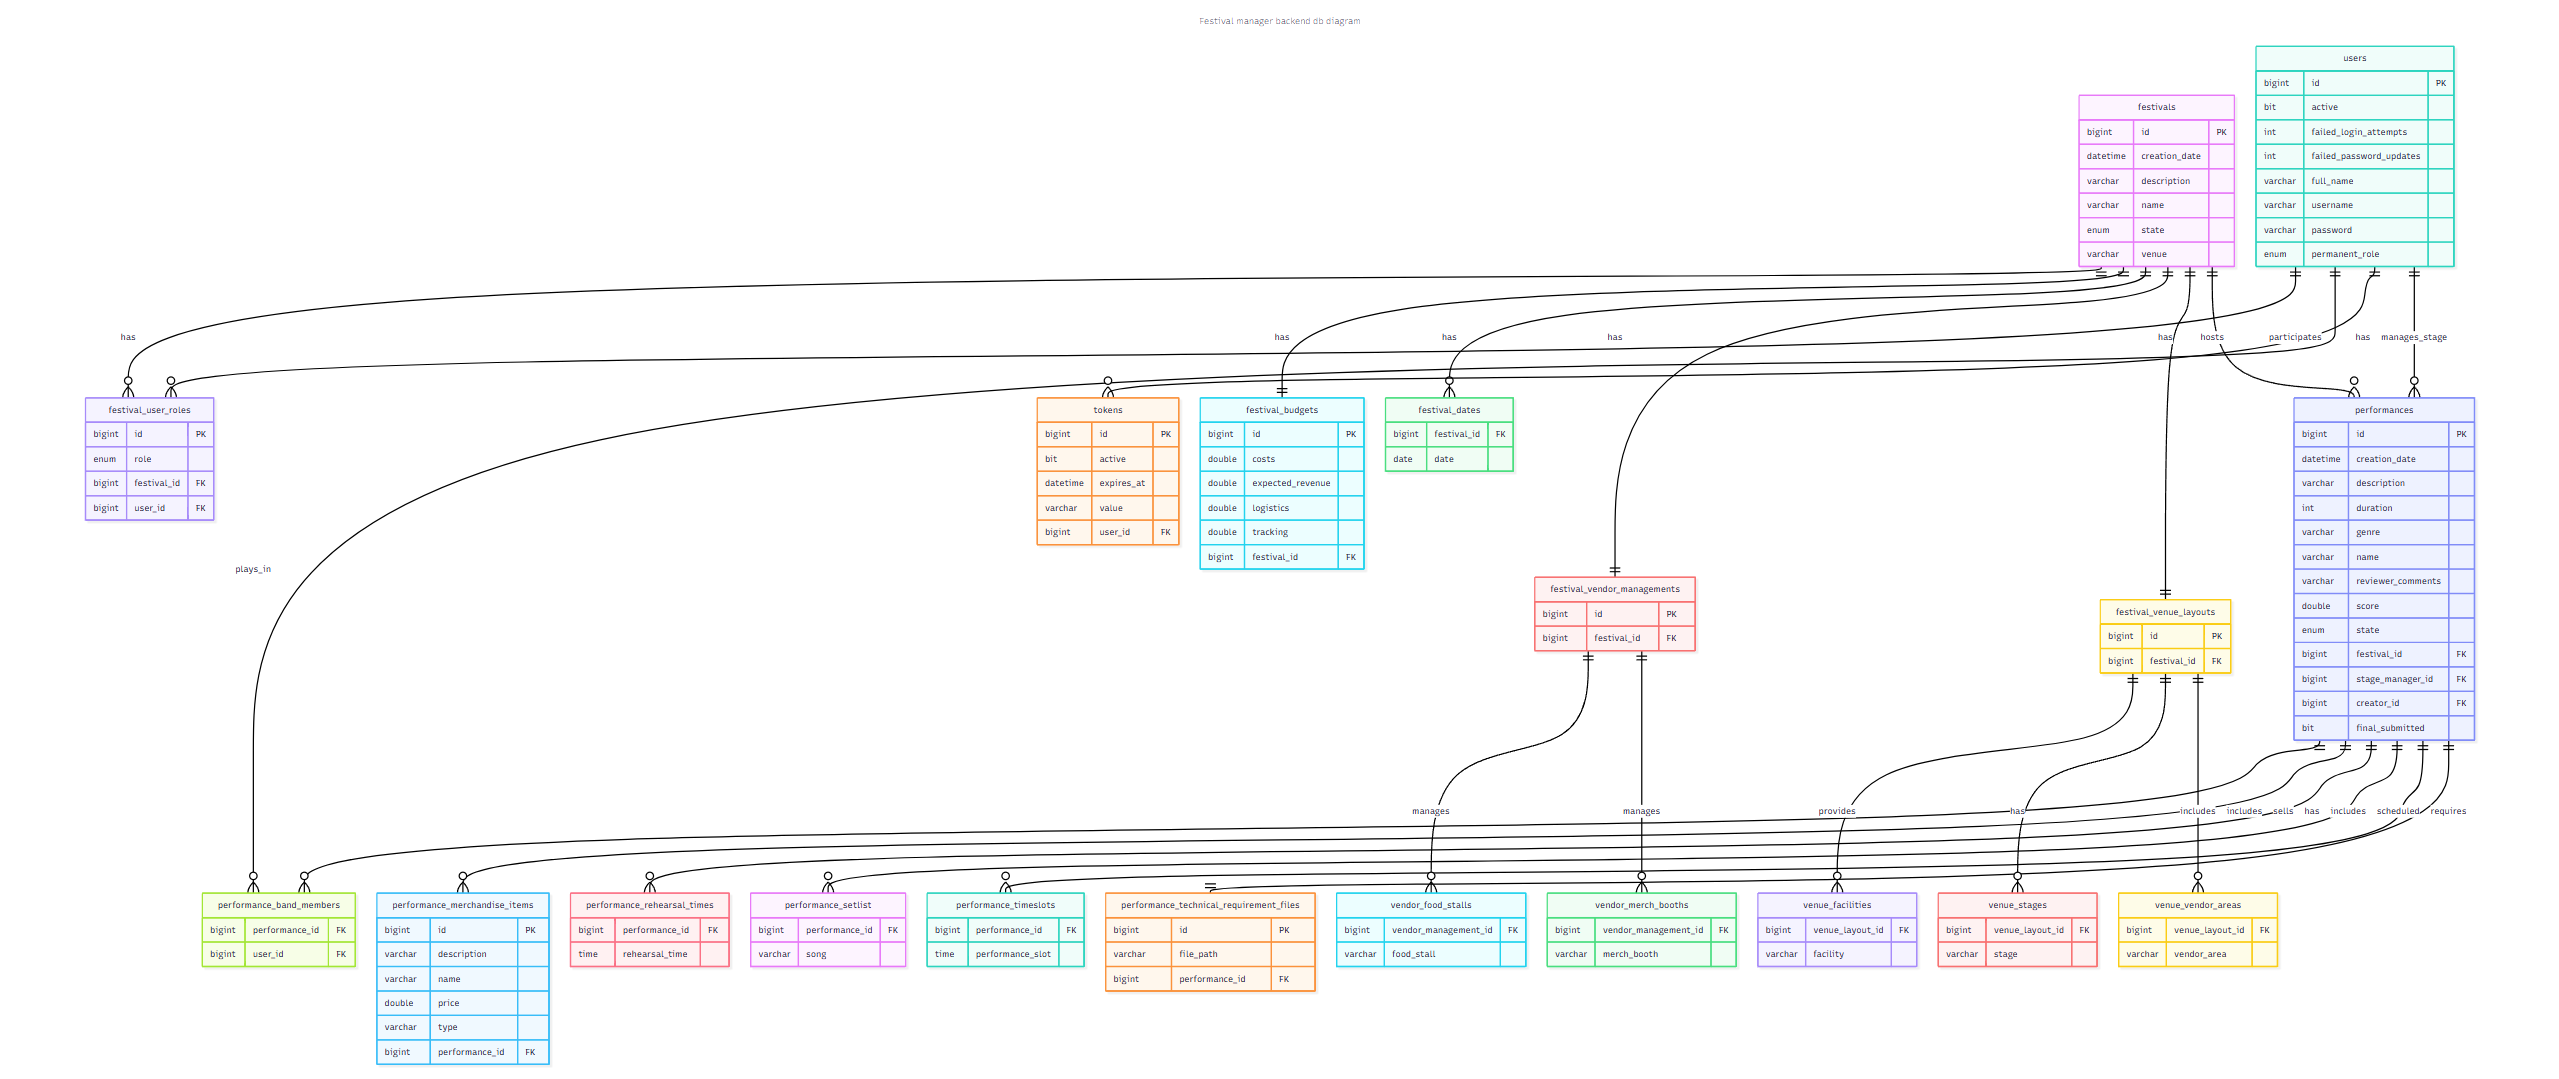 Festival manager backend db diagram
users
bigint id PK
bit active
int failed_login_attempts
int failed_password_updates
varchar full_name
varchar username
varchar password
enum permanent_role
festivals
bigint id PK
datetime creation_date
varchar description
varchar name
enum state
varchar venue
has
has
has
has
has
hosts
participates
has
manages_stage
festival_user_roles
bigint id PK
enum role
bigint festival_id FK
bigint user_id FK
tokens
bigint id PK
bit active
datetime expires_at
varchar value
bigint user_id FK
festival_budgets
bigint id PK
double costs
double expected_revenue
double logistics
double tracking
bigint festival_id FK
festival_dates
bigint festival_id FK
date date
performances
bigint id PK
datetime creation_date
varchar description
int duration
varchar genre
varchar name
varchar reviewer_comments
double score
enum state
bigint festival_id FK
bigint stage_manager_id FK
bigint creator_id FK
bit final_submitted
plays_in
festival_vendor_managements
bigint id PK
bigint festival_id FK
festival_venue_layouts
bigint id PK
bigint festival_id FK
manages
manages
provides
has
includes
includes
sells
has
includes
scheduled
requires
performance_band_members
bigint performance_id FK
bigint user_id FK
performance_merchandise_items
bigint id PK
varchar description
varchar name
double price
varchar type
bigint performance_id FK
performance_rehearsal_times
bigint performance_id FK
time rehearsal_time
performance_setlist
bigint performance_id FK
varchar song
performance_timeslots
bigint performance_id FK
time performance_slot
performance_technical_requirement_files
bigint id PK
varchar file_path
bigint performance_id FK
vendor_food_stalls
bigint vendor_management_id FK
varchar food_stall
vendor_merch_booths
bigint vendor_management_id FK
varchar merch_booth
venue_facilities
bigint venue_layout_id FK
varchar facility
venue_stages
bigint venue_layout_id FK
varchar stage
venue_vendor_areas
bigint venue_layout_id FK
varchar vendor_area